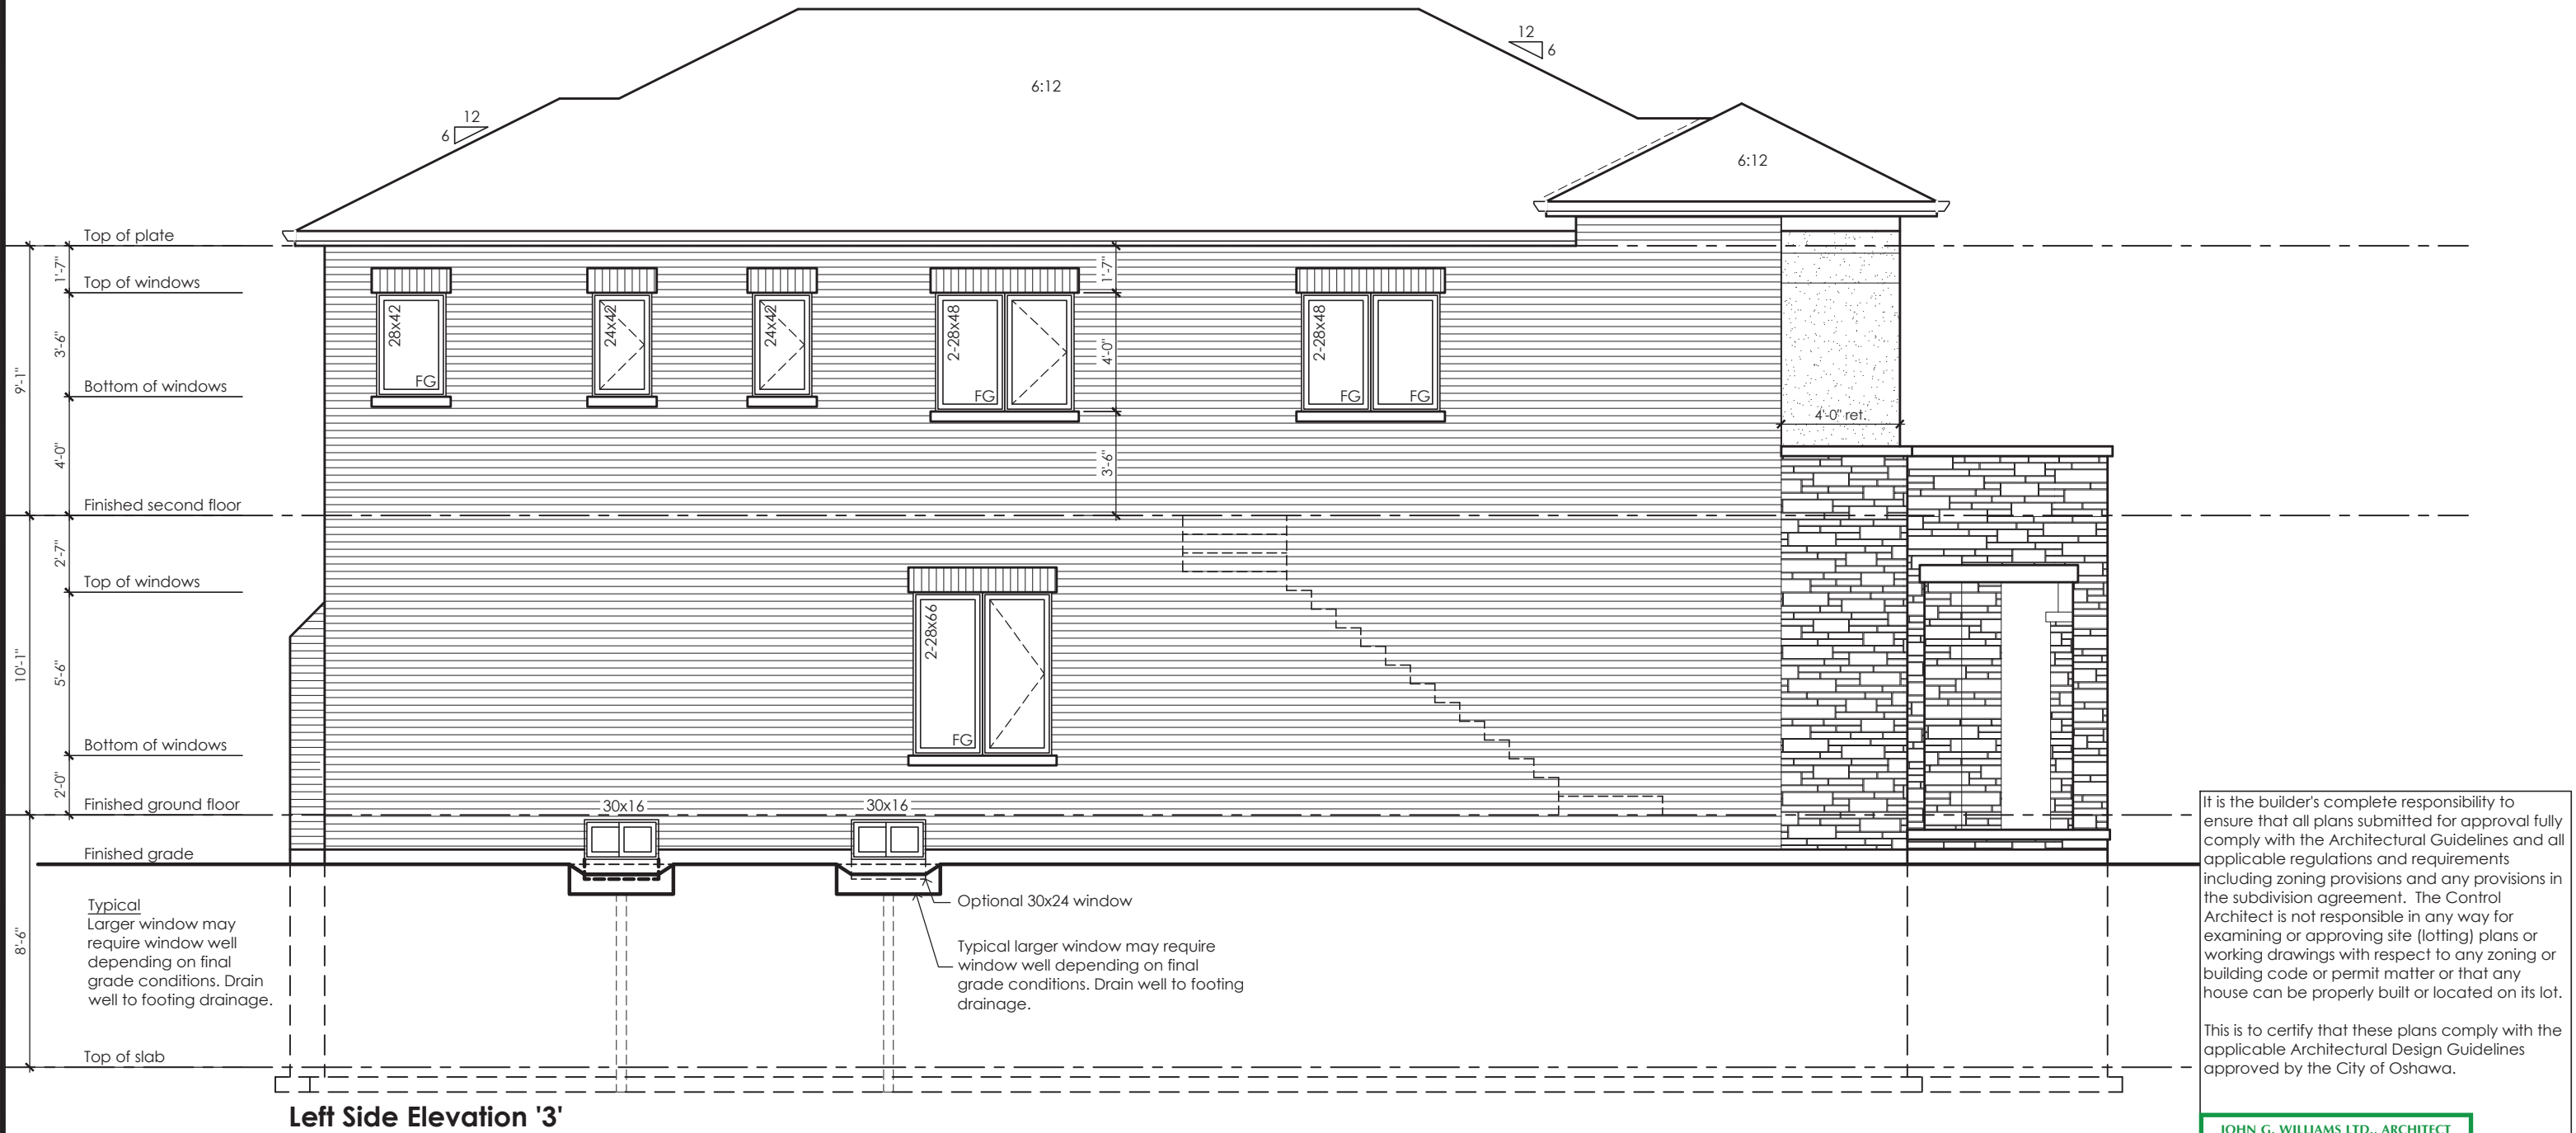 12
6
6:12
12
6
6:12
Top of plate
1'-7"
Top of windows
3'-6"
Bottom of windows
9'-1"
4'-0"
Finished second floor
2'-7"
Top of windows
10'-1"
5'-6"
Bottom of windows
2'-0"
Finished ground floor
Finished grade
8'-6"
Top of slab
28x42
FG
24x42
24x42
2-28x48
FG
1'-7"
4'-0"
3'-6"
2-28x48
FG
FG
4'-0" ret.
2-28x66
FG
30x16
30x16
Typical
Larger window may
require window well
depending on final
grade conditions. Drain
well to footing drainage.
Optional 30x24 window
Typical larger window may require
window well depending on final
grade conditions. Drain well to footing
drainage.
Left Side Elevation '3'
It is the builder's complete responsibility to
ensure that all plans submitted for approval fully
comply with the Architectural Guidelines and all
applicable regulations and requirements
including zoning provisions and any provisions in
the subdivision agreement. The Control
Architect is not responsible in any way for
examining or approving site (lotting) plans or
working drawings with respect to any zoning or
building code or permit matter or that any
house can be properly built or located on its lot.
This is to certify that these plans comply with the
applicable Architectural Design Guidelines
approved by the City of Oshawa.
JOHN G. WILLIAMS LTD., ARCHITECT